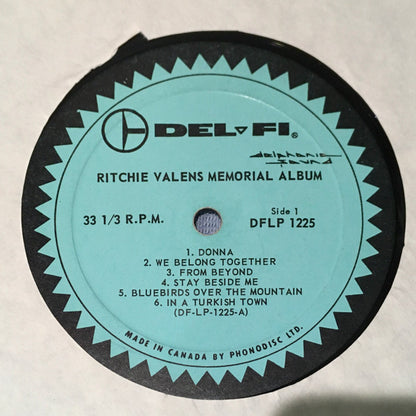 DEL-FI®
delphonic
sound
RITCHIE VALENS MEMORIAL ALBUM
33 1/3 R.P.M.
Side 1
DFLP 1225
1. DONNA
2. WE BELONG TOGETHER
3. FROM BEYOND
4. STAY BESIDE ME
5. BLUEBIRDS OVER THE MOUNTAIN
6. IN A TURKISH TOWN
(DF-LP-1225-A)
MADE IN CANADA BY PHONODISC LTD.